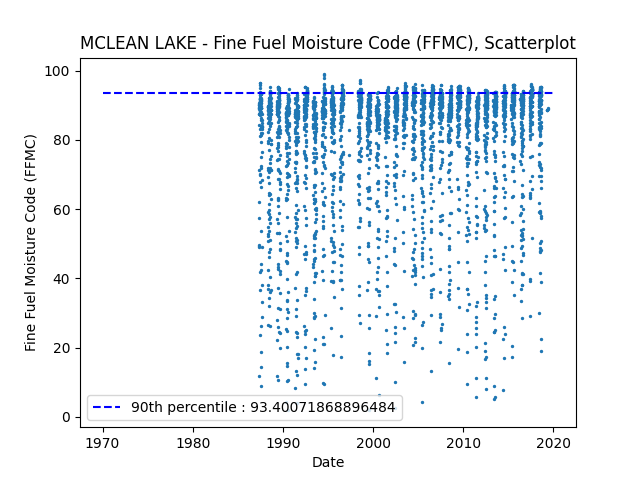 MCLEAN LAKE - Fine Fuel Moisture Code (FFMC), Scatterplot
Fine Fuel Moisture Code (FFMC)
100
80
60
40
20
0
90th percentile : 93.40071868896484
1970 1980 1990 2000 2010 2020
Date